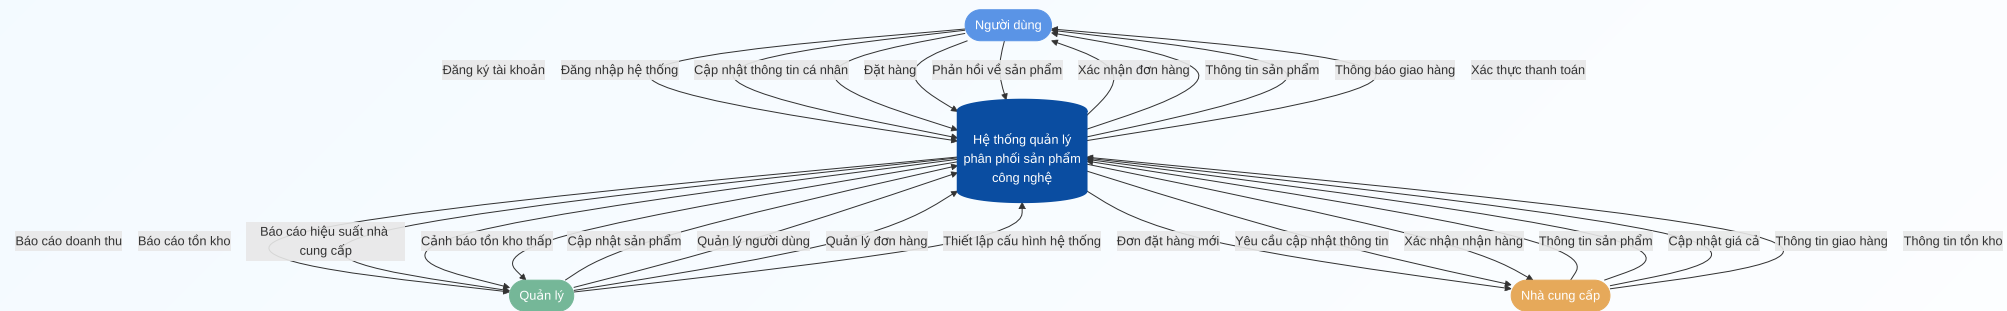 Người dùng
Đăng ký tài khoản
Đăng nhập hệ thống
Cập nhật thông tin cá nhân
Đặt hàng
Phản hồi về sản phẩm
Xác nhận đơn hàng
Thông tin sản phẩm
Thông báo giao hàng
Xác thực thanh toán
Hệ thống quản lý
phân phối sản phẩm
công nghệ
Báo cáo doanh thu
Báo cáo tồn kho
Báo cáo hiệu suất nhà
cung cấp
Cảnh báo tồn kho thấp
Cập nhật sản phẩm
Quản lý người dùng
Quản lý đơn hàng
Thiết lập cấu hình hệ thống
Đơn đặt hàng mới
Yêu cầu cập nhật thông tin
Xác nhận nhận hàng
Thông tin sản phẩm
Cập nhật giá cả
Thông tin giao hàng
Thông tin tồn kho
Quản lý
Nhà cung cấp